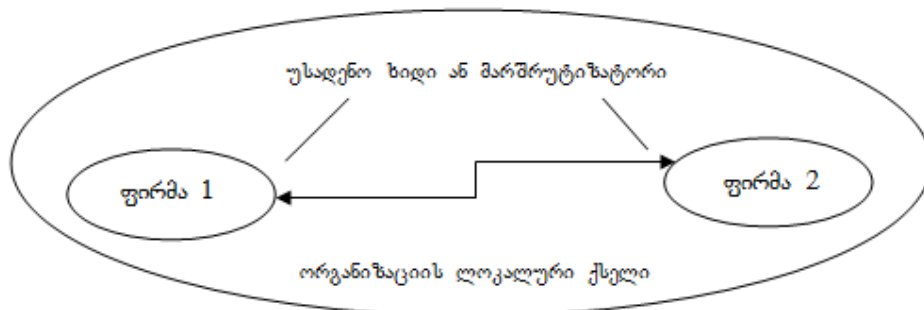 უსადენო ხიდი ან მარშრუტიზატორი
ფირმა 1
ფირმა 2
ორგანიზაციის ლოკალური ქსელი